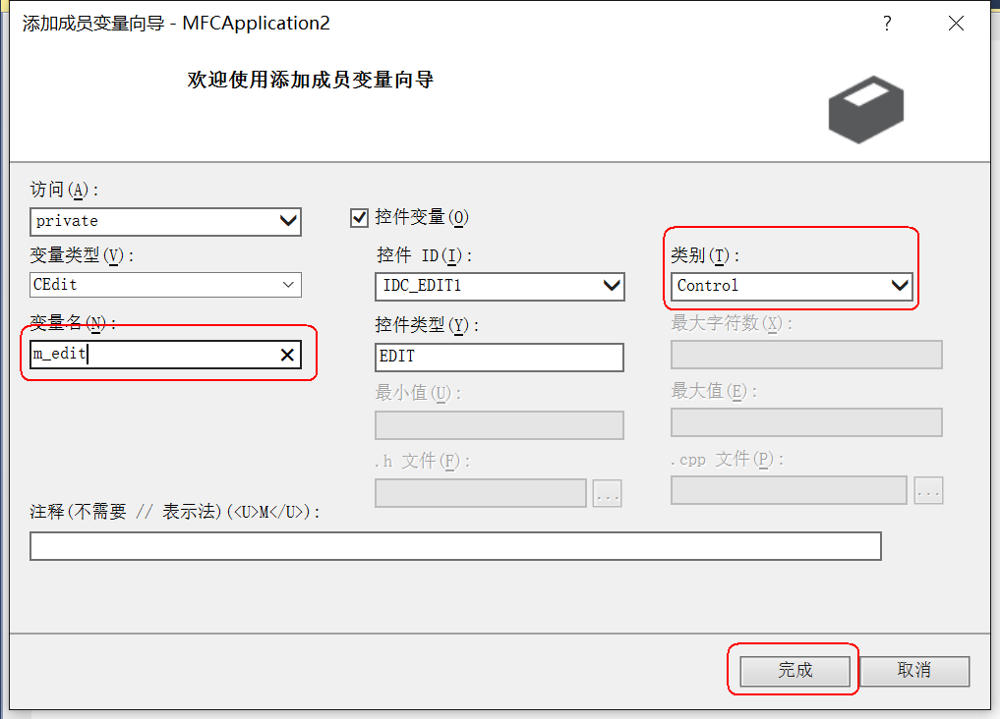 添加成员变量向导 - MFCApplication2
?
欢迎使用添加成员变量向导
访问(A):
private
控件变量(O)
变量类型(V):
控件 ID(I):
类别(T):
CEdit
IDC_EDIT1
Control
变量名(N):
控件类型(Y):
最大字符数(X):
m_edit
EDIT
最小值(U):
最大值(E):
.h 文件(F):
.cpp 文件(P):
...
...
注释(不需要 // 表示法)(<U>M</U>):
完成
取消